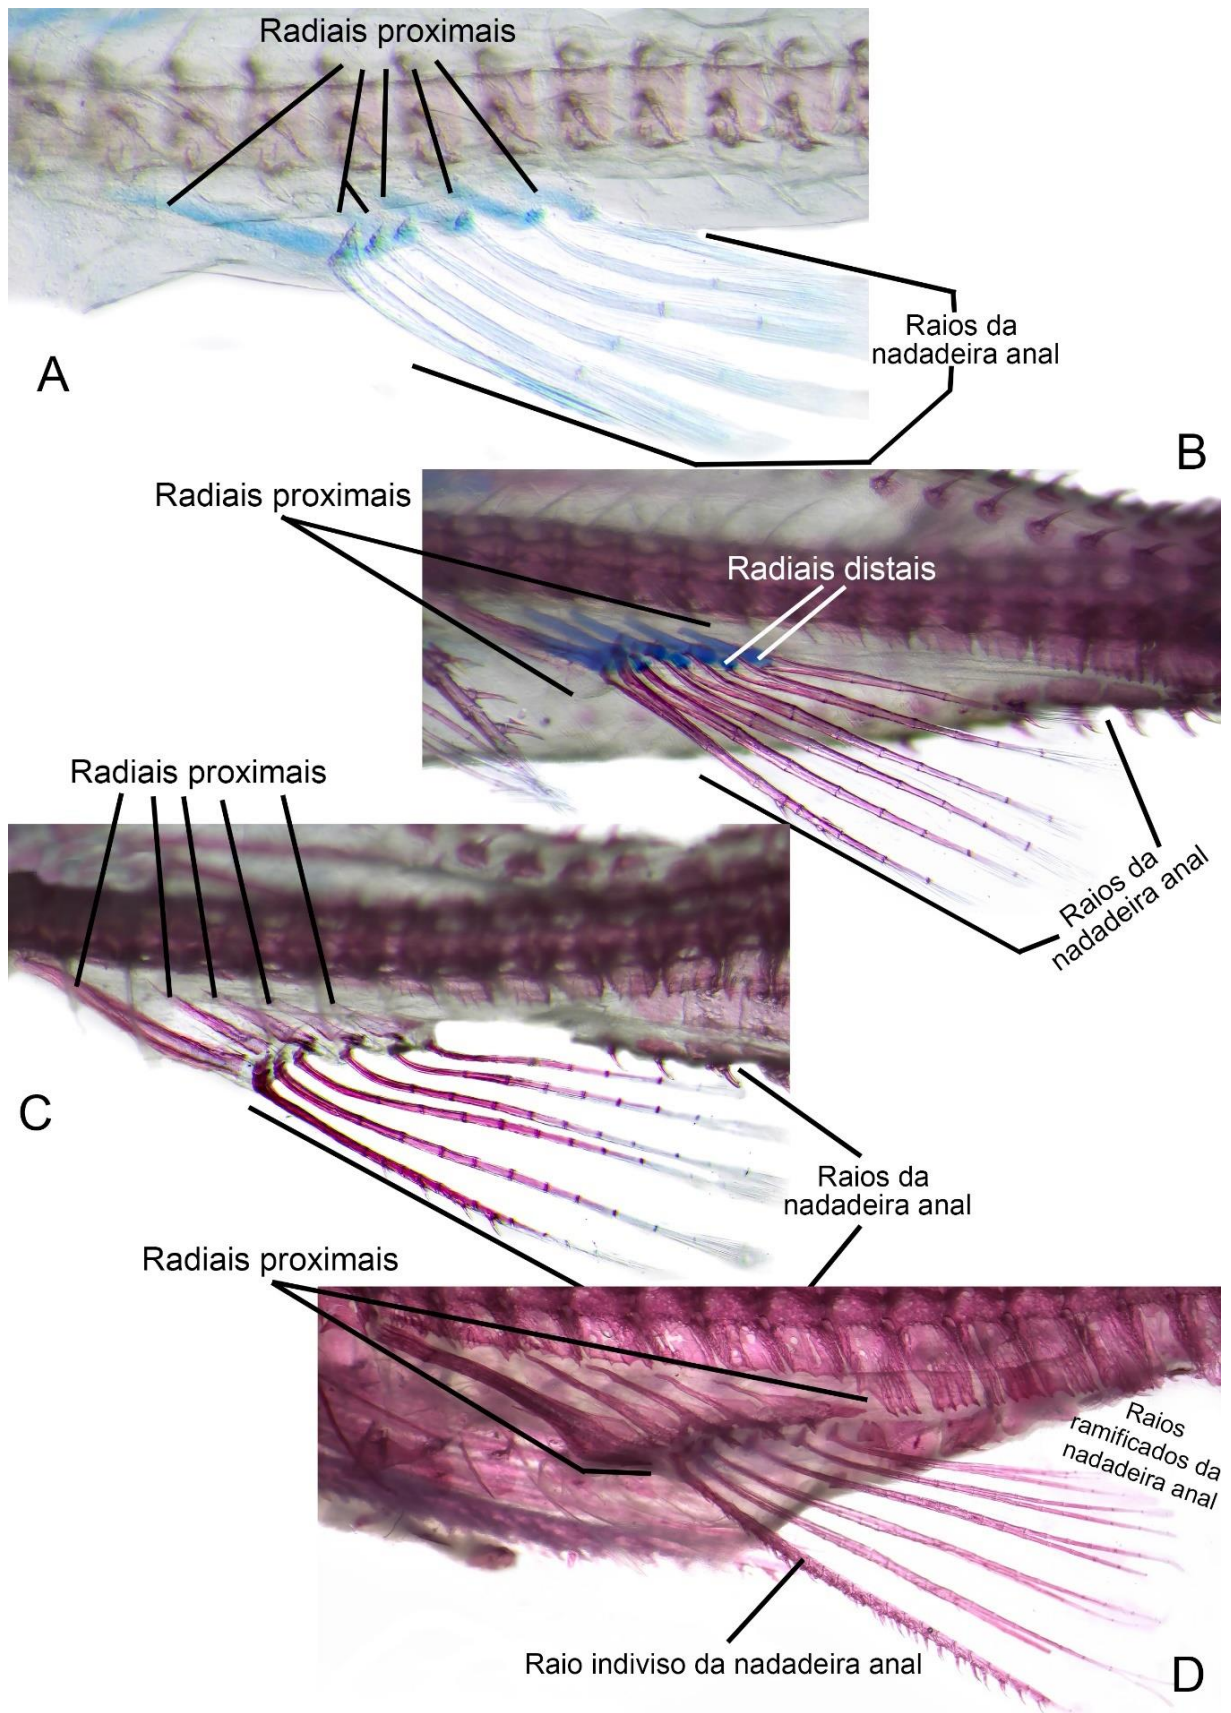 Radiais proximais
Raios da
nadadeira anal
A
B
Radiais proximais
Radiais distais
Radiais proximais
Raios da
nadadeira anal
C
Raios da
nadadeira anal
Radiais proximais
Raios
ramificados da
nadadeira anal
Raio indiviso da nadadeira anal
D